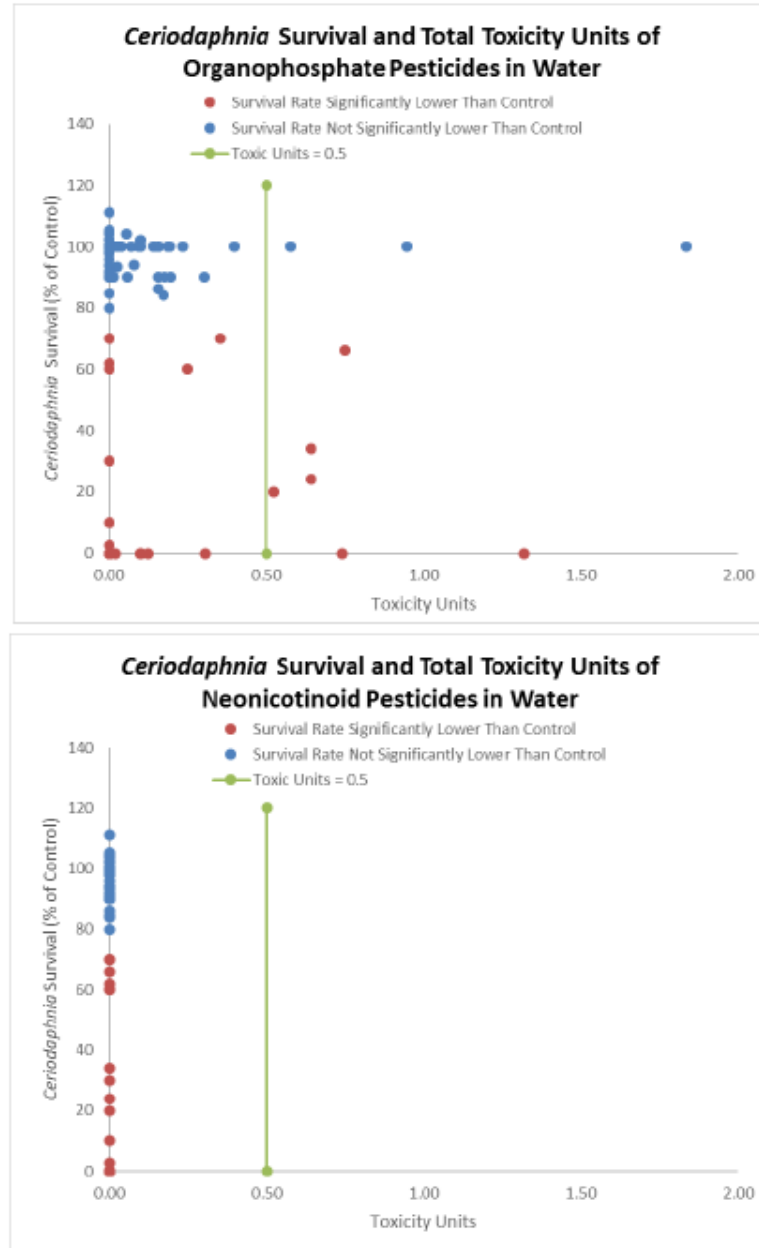 Ceriodaphnia Survival and Total Toxicity Units of
Organophosphate Pesticides in Water
Survival Rate Significantly Lower Than Control
Survival Rate Not Significantly Lower Than Control
Toxic Units = 0.5
140
120
100
80
60
40
20
0
Ceriodaphnia Survival (% of Control)
0.00 0.50 1.00 1.50 2.00
Toxicity Units
Ceriodaphnia Survival and Total Toxicity Units of
Neonicotinoid Pesticides in Water
Survival Rate Significantly Lower Than Control
Survival Rate Not Significantly Lower Than Control
Toxic Units = 0.5
140
120
100
80
60
40
20
0
Ceriodaphnia Survival (% of Control)
0.00 0.50 1.00 1.50 2.00
Toxicity Units